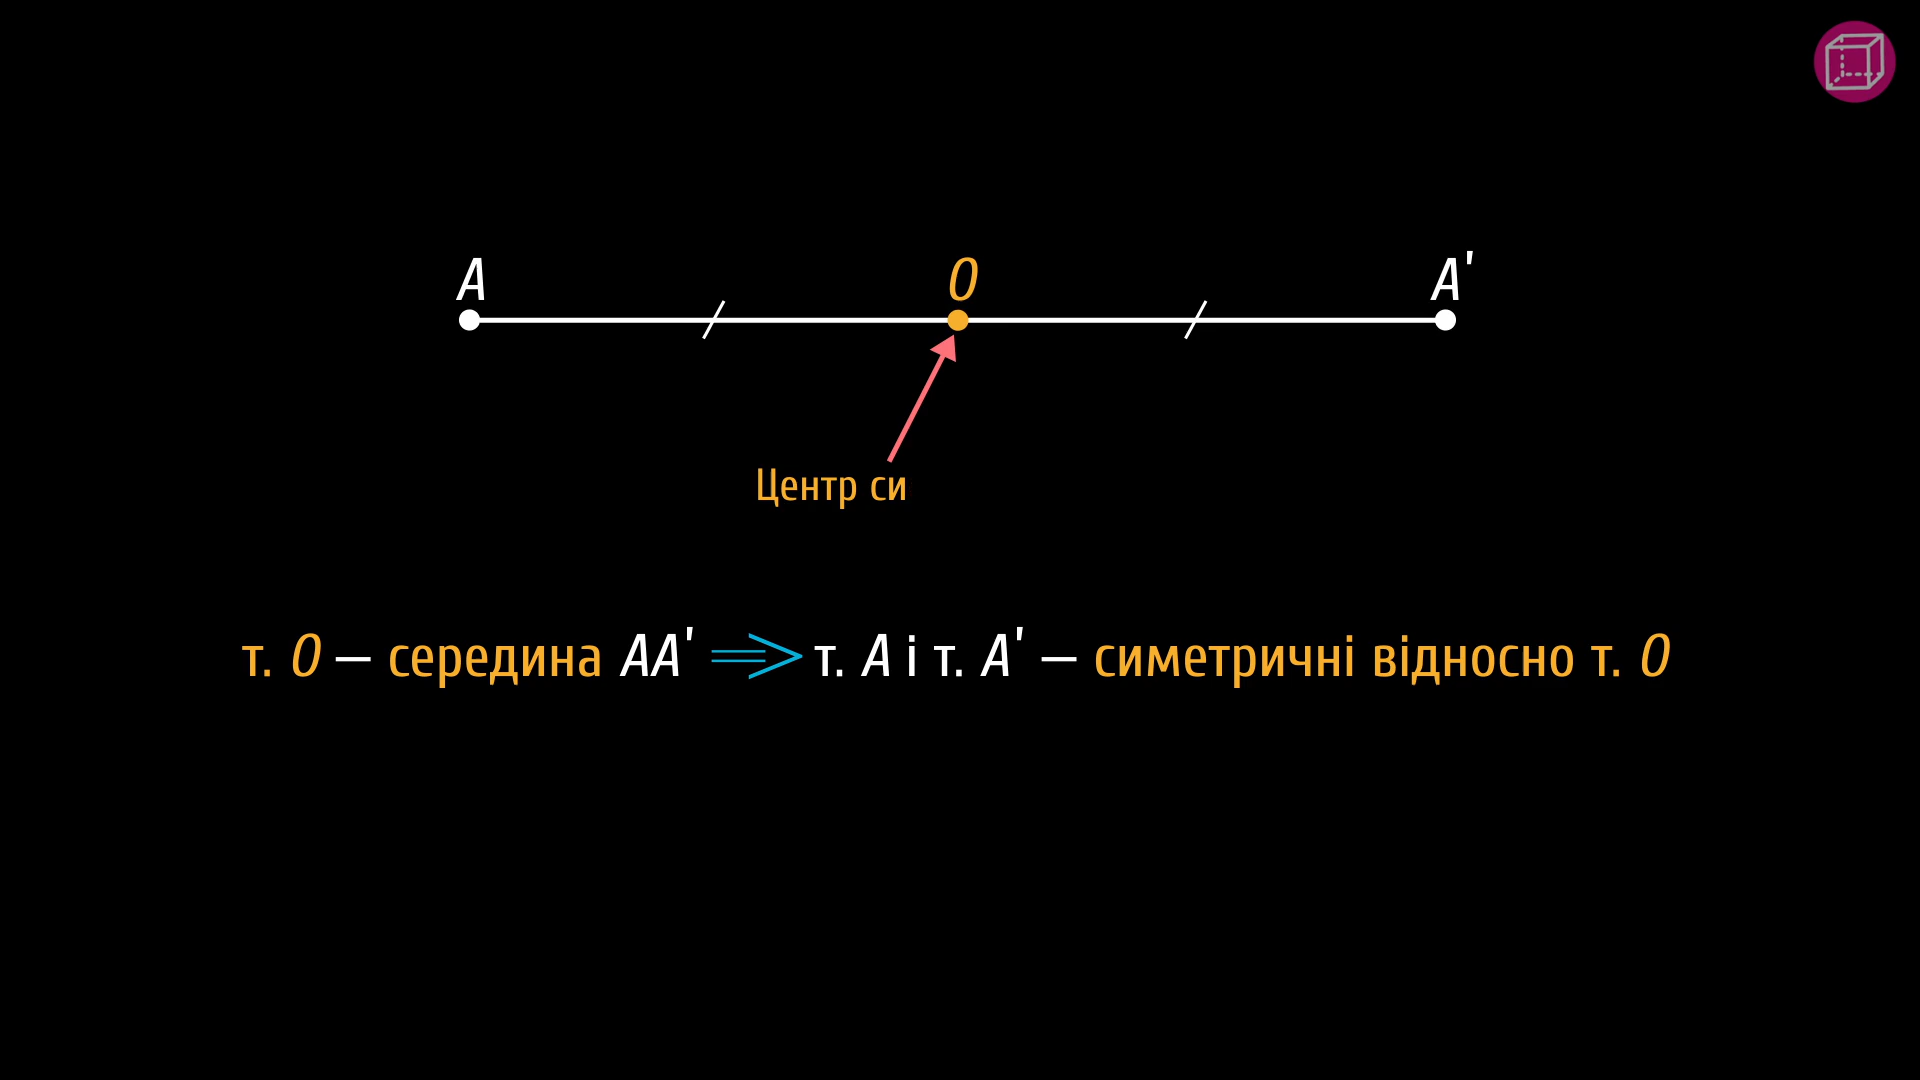 A O A'
Центр си
т. O — середина AA' ⟹ т. A і т. A' — симетричні відносно т. O